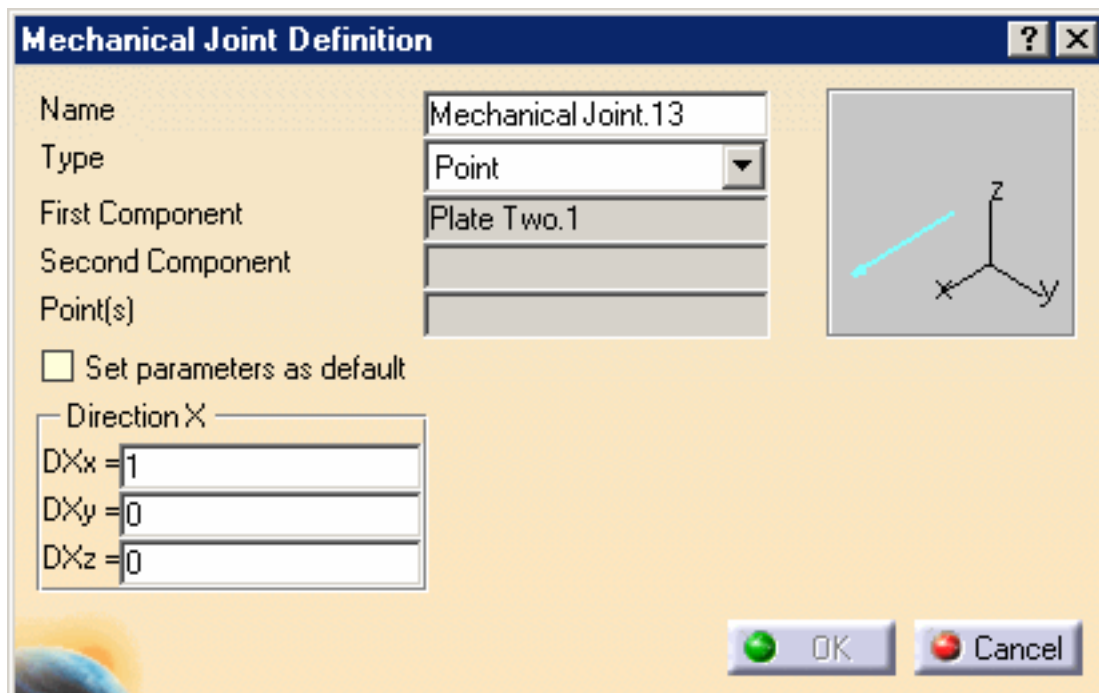 Mechanical Joint Definition
?
X
Name
Mechanical Joint.13
Type
Point
First Component
Plate Two.1
Second Component
Point(s)
z
x
y
Set parameters as default
Direction X
DXx =
1
DXy =
0
DXz =
0
OK
Cancel